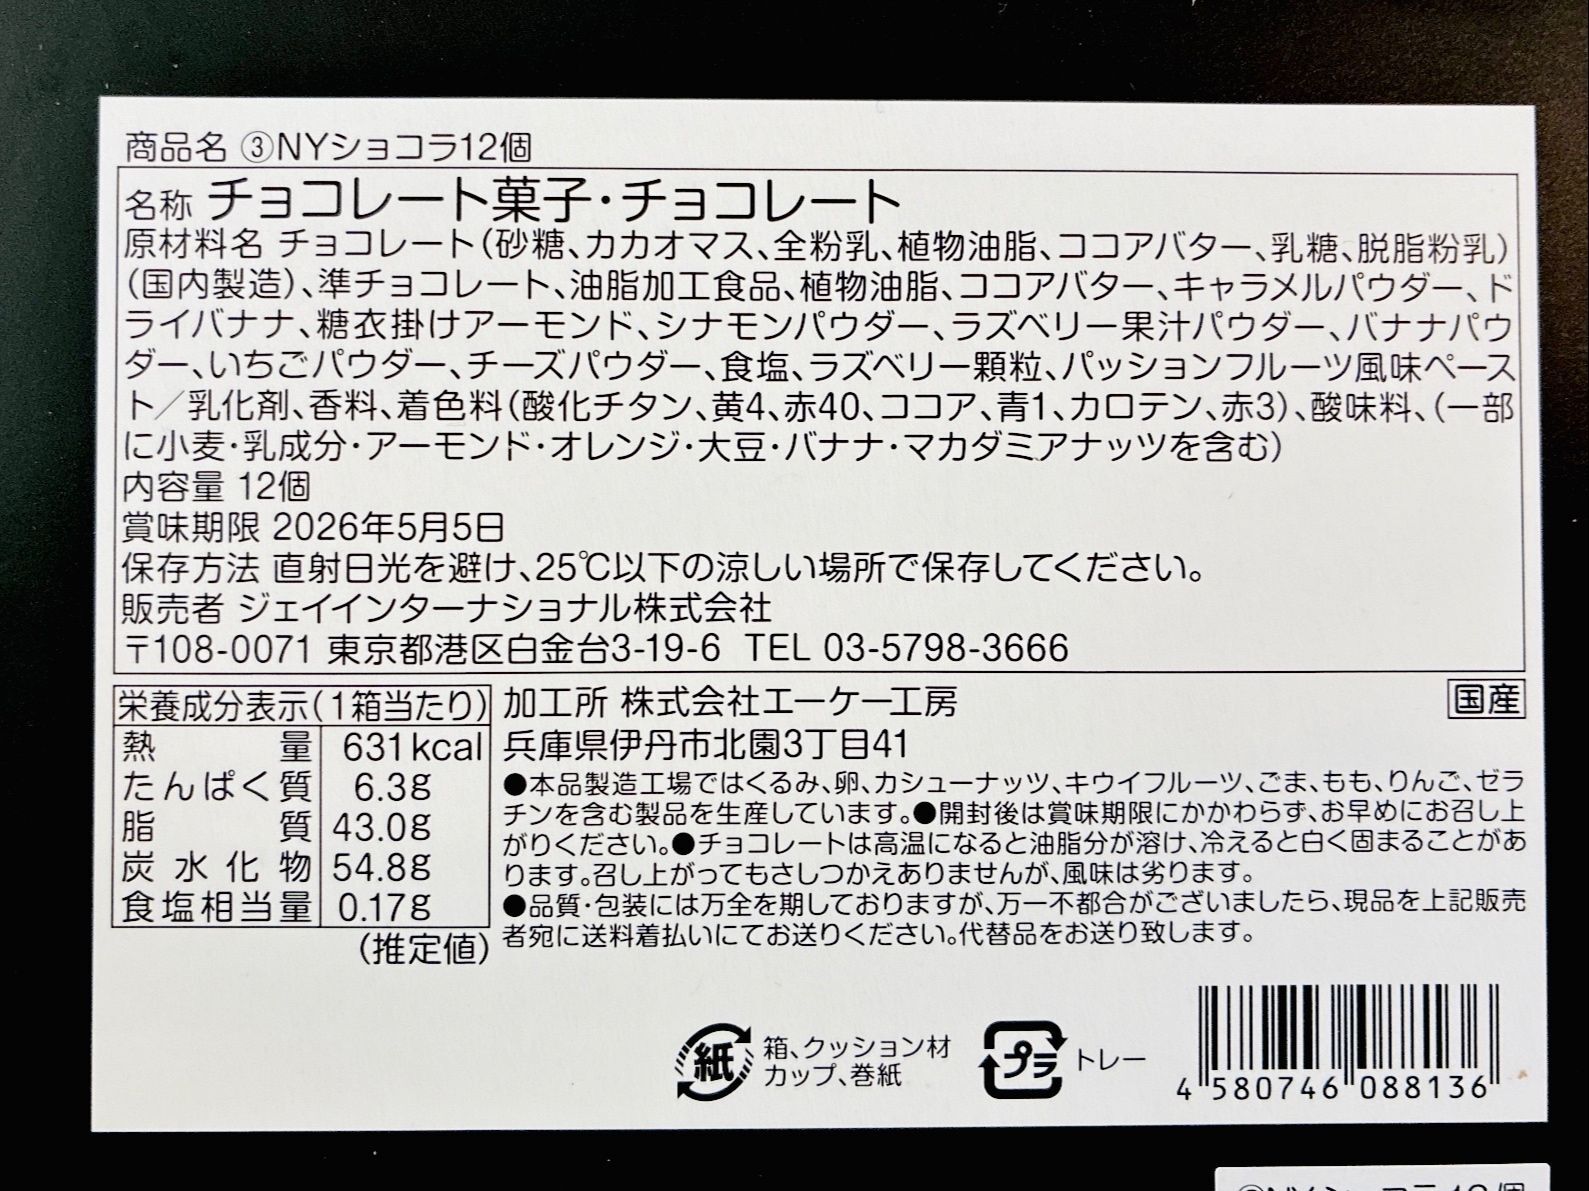 商品名 ③NYショコラ12個
名称 チョコレート菓子・チョコレート
原材料名 チョコレート(砂糖、カカオマス、全粉乳、植物油脂、ココアバター、乳糖、脱脂粉乳)
(国内製造)、準チョコレート、油脂加工食品、植物油脂、ココアバター、キャラメルパウダー、ド
ライバナナ、糖衣掛けアーモンド、シナモンパウダー、ラズベリー果汁パウダー、バナナパウ
ダー、いちごパウダー、チーズパウダー、食塩、ラズベリー顆粒、パッションフルーツ風味ペース
ト／乳化剤、香料、着色料(酸化チタン、黄4、赤40、ココア、青1、カロテン、赤3)、酸味料、(一部
に小麦・乳成分・アーモンド・オレンジ・大豆・バナナ・マカダミアナッツを含む)
内容量 12個
賞味期限 2026年5月5日
保存方法 直射日光を避け、25℃以下の涼しい場所で保存してください。
販売者 ジェイインターナショナル株式会社
〒108-0071 東京都港区白金台3-19-6 TEL 03-5798-3666
栄養成分表示(1箱当たり)
熱量 631kcal
たんぱく質 6.3g
脂質 43.0g
炭水化物 54.8g
食塩相当量 0.17g
(推定値)
加工所 株式会社エーケー工房
国産
兵庫県伊丹市北園3丁目41
●本品製造工場ではくるみ、卵、カシューナッツ、キウイフルーツ、ごま、もも、りんご、ゼラ
チンを含む製品を生産しています。●開封後は賞味期限にかかわらず、お早めにお召し上
がりください。●チョコレートは高温になると油脂分が溶け、冷えると白く固まることがあ
ります。召し上がってもさしつかえありませんが、風味は劣ります。
●品質・包装には万全を期しておりますが、万一不都合がございましたら、現品を上記販売
者宛に送料着払いにてお送りください。代替品をお送り致します。
紙
箱、クッション材
カップ、巻紙
プラ
トレー
4 580746 088136